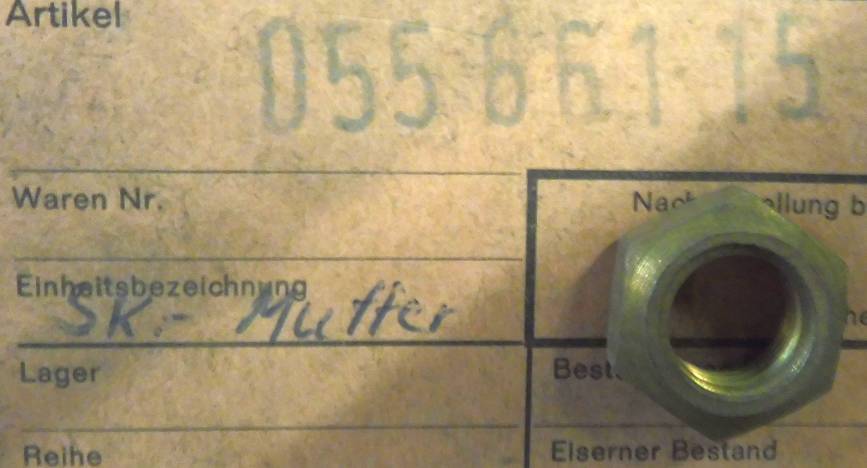 Artikel
055 661 15
Waren Nr.
Einheitsbezeichnung
SK.- Mutter
Lager
Reihe
Eiserner Bestand